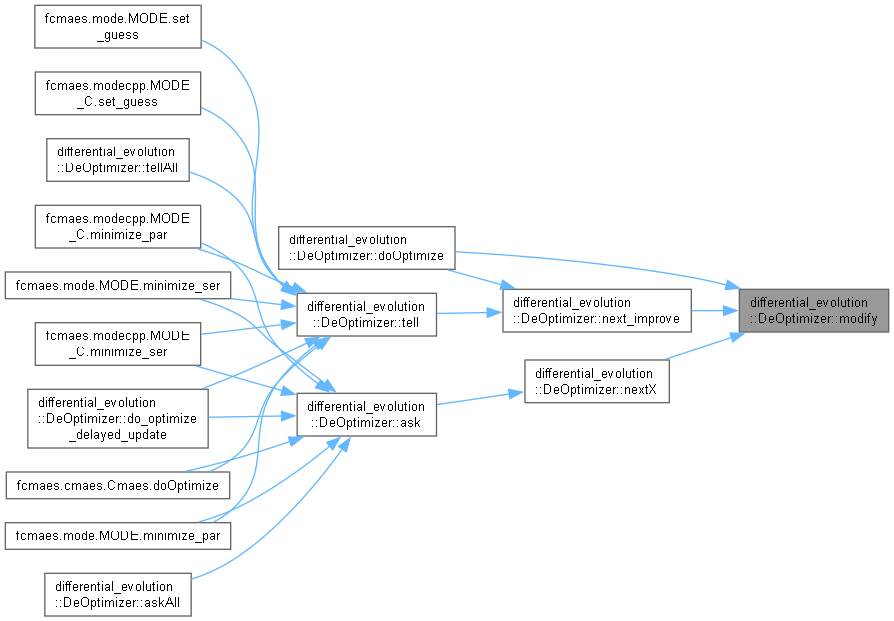 fcmaes.mode.MODE.set
_guess
fcmaes.modecpp.MODE
_C.set_guess
differential_evolution
::DeOptimizer::tellAll
fcmaes.modecpp.MODE
_C.minimize_par
fcmaes.mode.MODE.minimize_ser
fcmaes.modecpp.MODE
_C.minimize_ser
differential_evolution
::DeOptimizer::do_optimize
_delayed_update
fcmaes.cmaes.Cmaes.doOptimize
fcmaes.mode.MODE.minimize_par
differential_evolution
::DeOptimizer::askAll
differential_evolution
::DeOptimizer::doOptimize
differential_evolution
::DeOptimizer::tell
differential_evolution
::DeOptimizer::ask
differential_evolution
::DeOptimizer::next_improve
differential_evolution
::DeOptimizer::nextX
differential_evolution
::DeOptimizer::modify